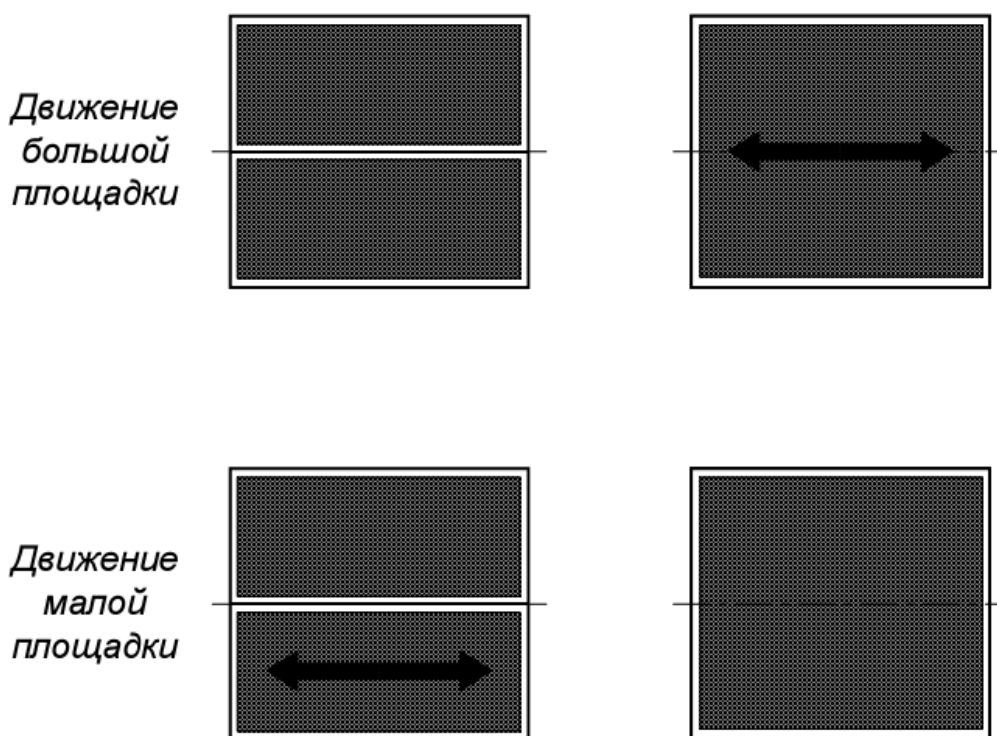 Движение
большой
площадки
Движение
малой
площадки